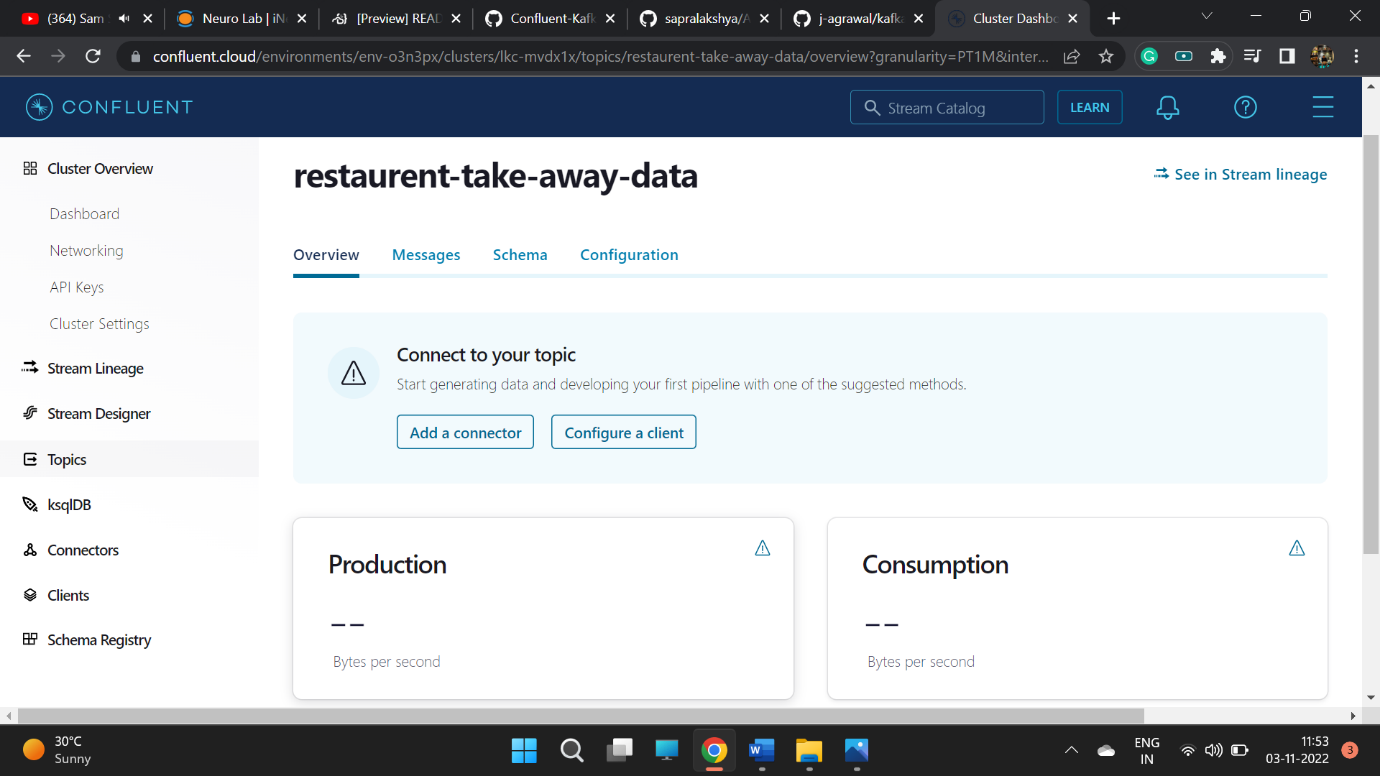 (364) Sam
Neuro Lab | iNe
[Preview] READ
Confluent-Kafk
sapralakshya/A
j-agrawal/kafka
Cluster Dashbo
confluent.cloud/environments/env-o3n3px/clusters/lkc-mvdx1x/topics/restaurent-take-away-data/overview?granularity=PT1M&inter...
CONFLUENT
Stream Catalog
LEARN
Cluster Overview
Dashboard
Networking
API Keys
Cluster Settings
Stream Lineage
Stream Designer
Topics
ksqlDB
Connectors
Clients
Schema Registry
restaurent-take-away-data
See in Stream lineage
Overview Messages Schema Configuration
Connect to your topic
Start generating data and developing your first pipeline with one of the suggested methods.
Add a connector Configure a client
Production
--
Bytes per second
Consumption
--
Bytes per second
30°C
Sunny
ENG
IN
11:53
03-11-2022
3